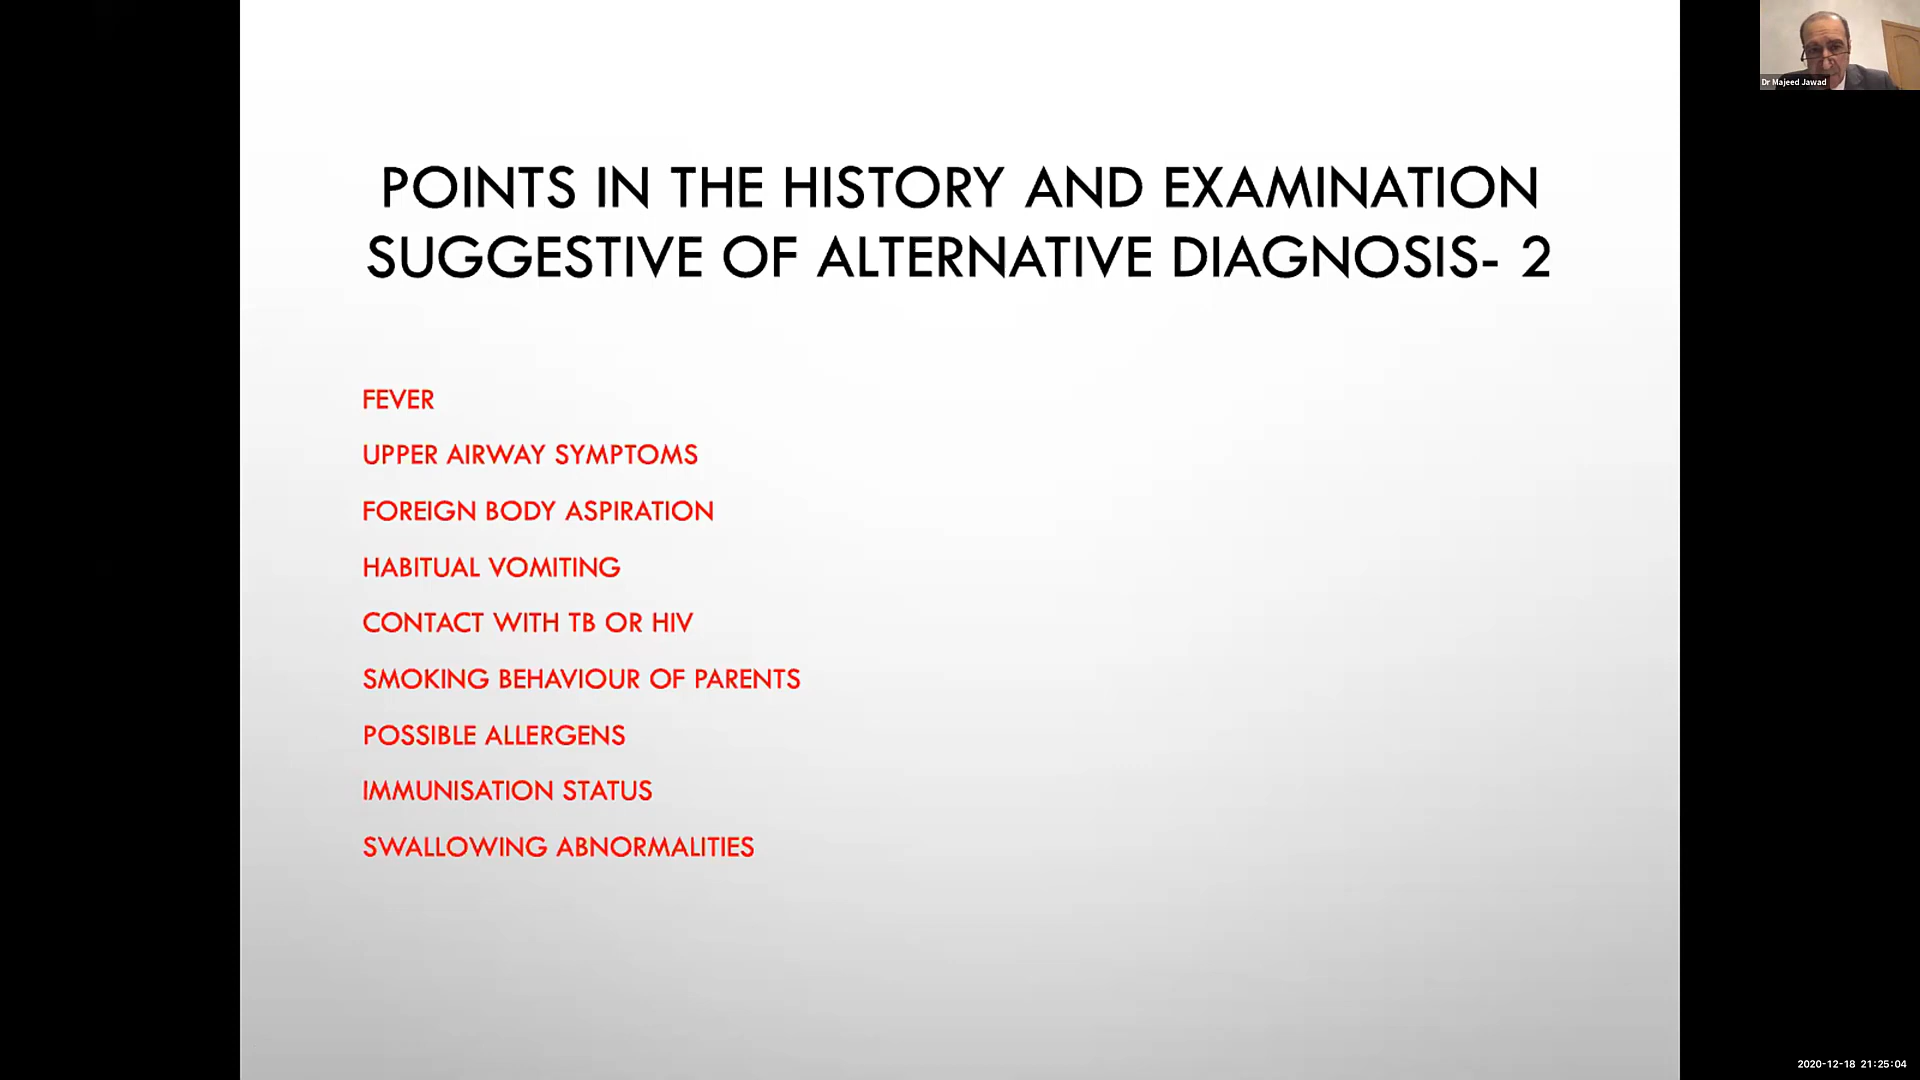 Dr Majeed Jawad
POINTS IN THE HISTORY AND EXAMINATION
SUGGESTIVE OF ALTERNATIVE DIAGNOSIS- 2
FEVER
UPPER AIRWAY SYMPTOMS
FOREIGN BODY ASPIRATION
HABITUAL VOMITING
CONTACT WITH TB OR HIV
SMOKING BEHAVIOUR OF PARENTS
POSSIBLE ALLERGENS
IMMUNISATION STATUS
SWALLOWING ABNORMALITIES
2020-12-18 21:25:04